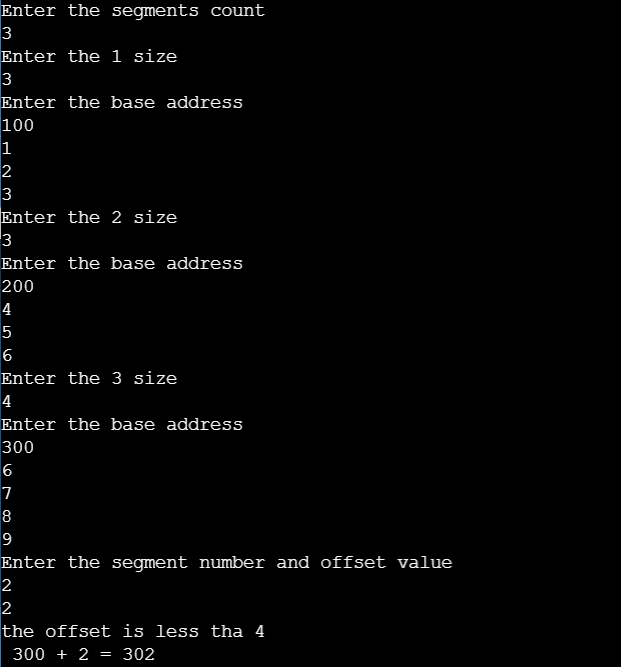 Enter the segments count
3
Enter the 1 size
3
Enter the base address
100
1
2
3
Enter the 2 size
3
Enter the base address
200
4
5
6
Enter the 3 size
4
Enter the base address
300
6
7
8
9
Enter the segment number and offset value
2
2
the offset is less tha 4
300 + 2 = 302